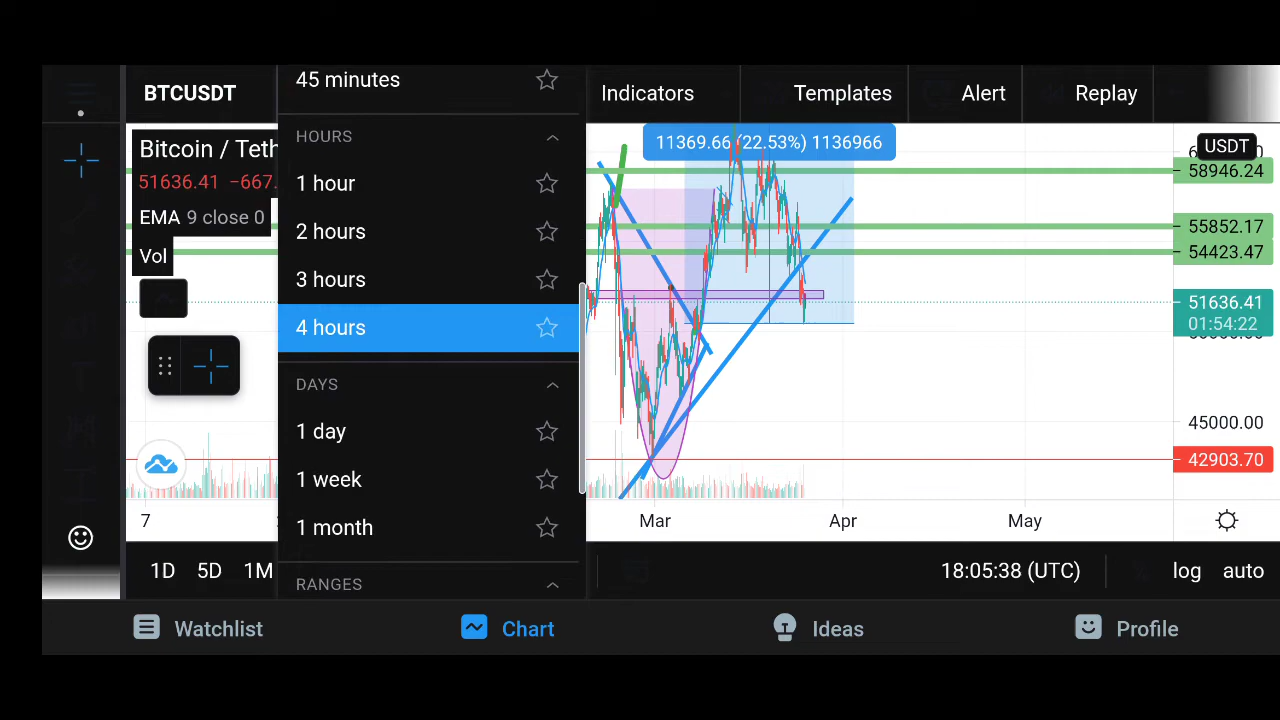 45 minutes
BTCUSDT
Indicators
Templates
Alert
Replay
HOURS
11369.66 (22.53%) 1136966
USDT
Bitcoin / Teth
58946.24
51636.41 −667.
1 hour
EMA 9 close 0
2 hours
55852.17
54423.47
Vol
3 hours
51636.41
01:54:22
4 hours
DAYS
1 day
45000.00
42903.70
1 week
7
1 month
Mar
Apr
May
1D 5D 1M
RANGES
18:05:38 (UTC)
log
auto
Watchlist
Chart
Ideas
Profile